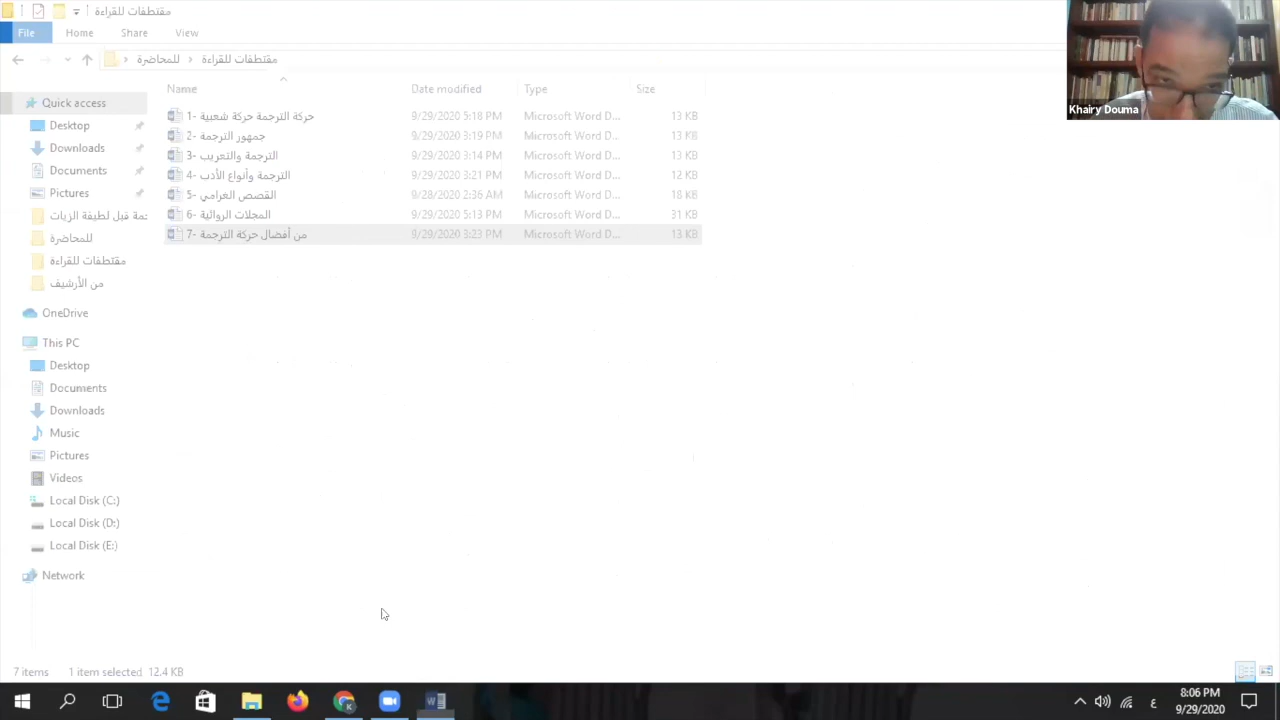 مقتطفات للقراءة
File Home Share View
للمحاضرة > مقتطفات للقراءة
Name Date modified Type Size
Quick access
Desktop
Downloads
Documents
Pictures
مة قبل لطيفة الزيات
للمحاضرة
مقتطفات للقراءة
من الأرشيف
OneDrive
This PC
Desktop
Documents
Downloads
Music
Pictures
Videos
Local Disk (C:)
Local Disk (D:)
Local Disk (E:)
Network
1- حركة الترجمة حركة شعبية 9/29/2020 3:18 PM Microsoft Word D... 13 KB
2- جمهور الترجمة 9/29/2020 3:19 PM Microsoft Word D... 13 KB
3- الترجمة والتعريب 9/29/2020 3:14 PM Microsoft Word D... 13 KB
4- الترجمة وأنواع الأدب 9/29/2020 3:21 PM Microsoft Word D... 12 KB
5- القصص الغرامي 9/28/2020 2:36 AM Microsoft Word D... 18 KB
6- المجلات الروائية 9/29/2020 5:13 PM Microsoft Word D... 31 KB
7- من أفضال حركة الترجمة 9/29/2020 3:23 PM Microsoft Word D... 13 KB
Khairy Douma
7 items 1 item selected 12.4 KB
ع
8:06 PM
9/29/2020